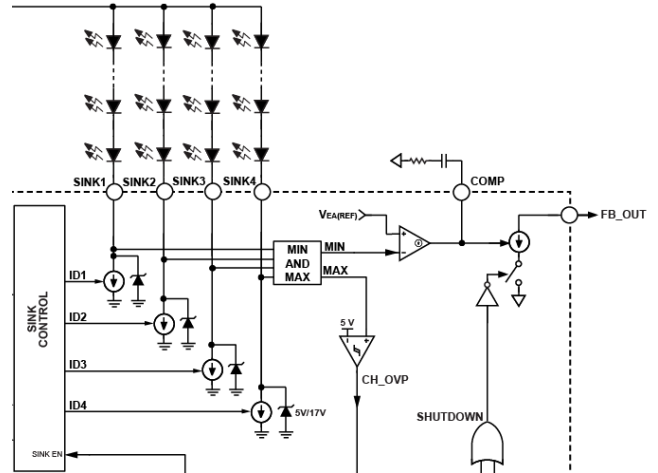 SINK1
SINK2
SINK3
SINK4
COMP
V_EA(REF)
FB_OUT
MIN
AND
MAX
MIN
MAX
ID1
ID2
ID3
ID4
SINK
CONTROL
5 V
CH_OVP
5V/17V
SHUTDOWN
SINK EN